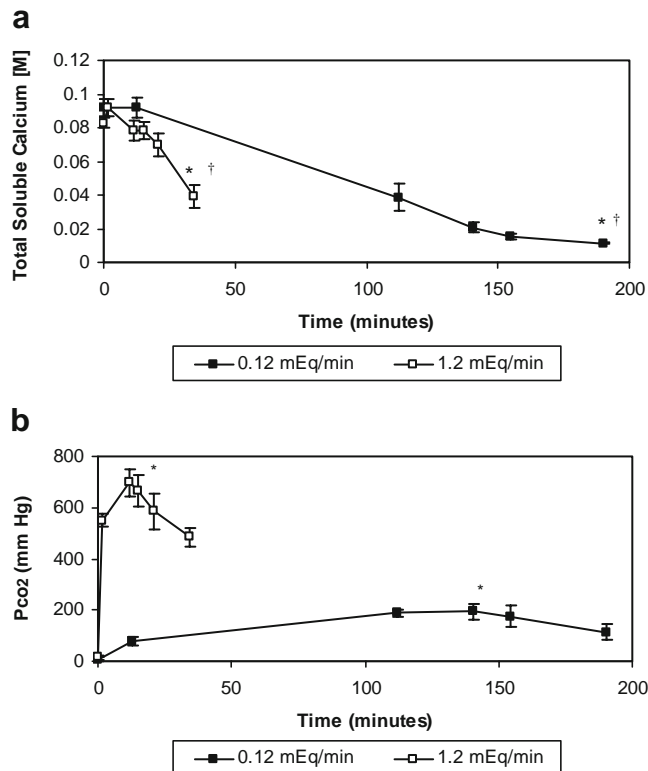 a
Total Soluble Calcium [M]
0.12
0.1
0.08
0.06
0.04
0.02
0
* †
* †
0 50 100 150 200
Time (minutes)
0.12 mEq/min 1.2 mEq/min
b
Pco2 (mm Hg)
800
600
400
200
0
*
*
0 50 100 150 200
Time (minutes)
0.12 mEq/min 1.2 mEq/min